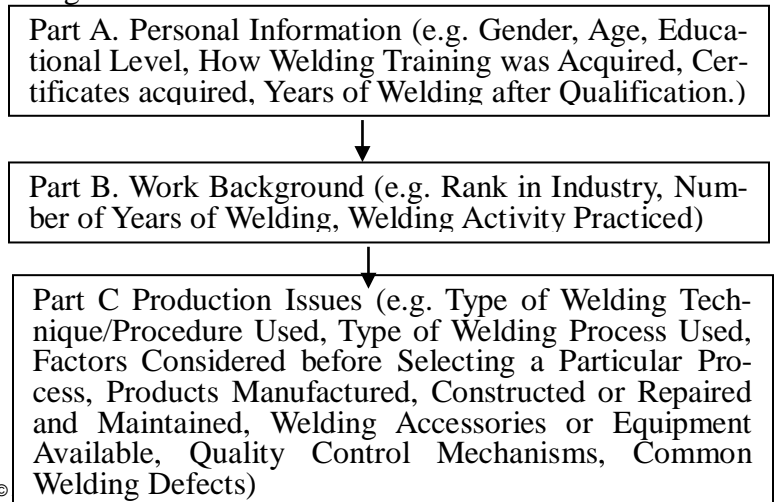 Part A. Personal Information (e.g. Gender, Age, Educa-
tional Level, How Welding Training was Acquired, Cer-
tificates acquired, Years of Welding after Qualification.)
Part B. Work Background (e.g. Rank in Industry, Num-
ber of Years of Welding, Welding Activity Practiced)
Part C Production Issues (e.g. Type of Welding Tech-
nique/Procedure Used, Type of Welding Process Used,
Factors Considered before Selecting a Particular Pro-
cess, Products Manufactured, Constructed or Repaired
and Maintained, Welding Accessories or Equipment
Available, Quality Control Mechanisms, Common
Welding Defects)
©